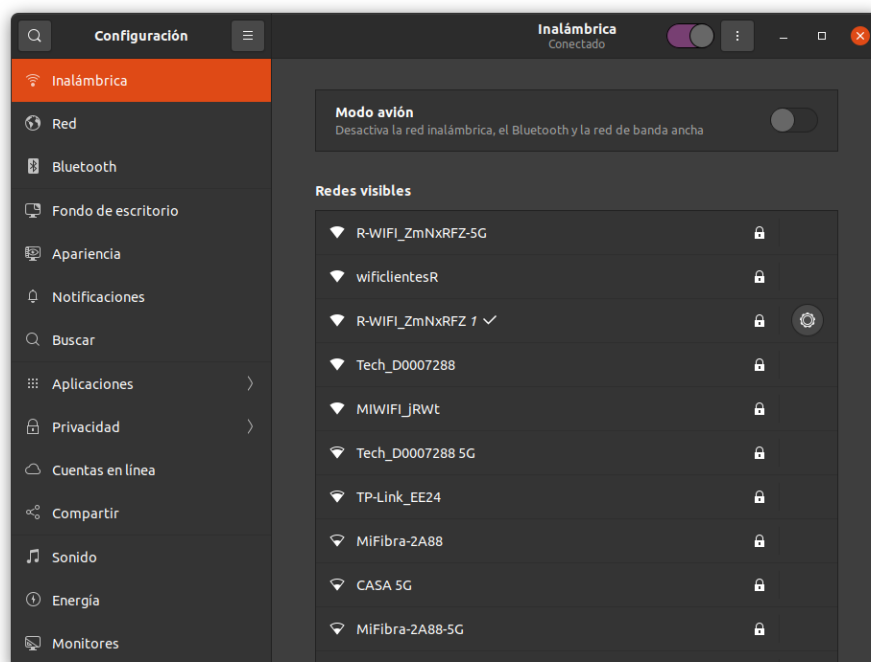 Configuración
Inalámbrica
Conectado
Inalámbrica
Red
Bluetooth
Fondo de escritorio
Apariencia
Notificaciones
Buscar
Aplicaciones
Privacidad
Cuentas en línea
Compartir
Sonido
Energía
Monitores
Modo avión
Desactiva la red inalámbrica, el Bluetooth y la red de banda ancha
Redes visibles
R-WIFI_ZmNxRFZ-5G
wificlientesR
R-WIFI_ZmNxRFZ 1
Tech_D0007288
MIWIFI_jRWt
Tech_D0007288 5G
TP-Link_EE24
MiFibra-2A88
CASA 5G
MiFibra-2A88-5G